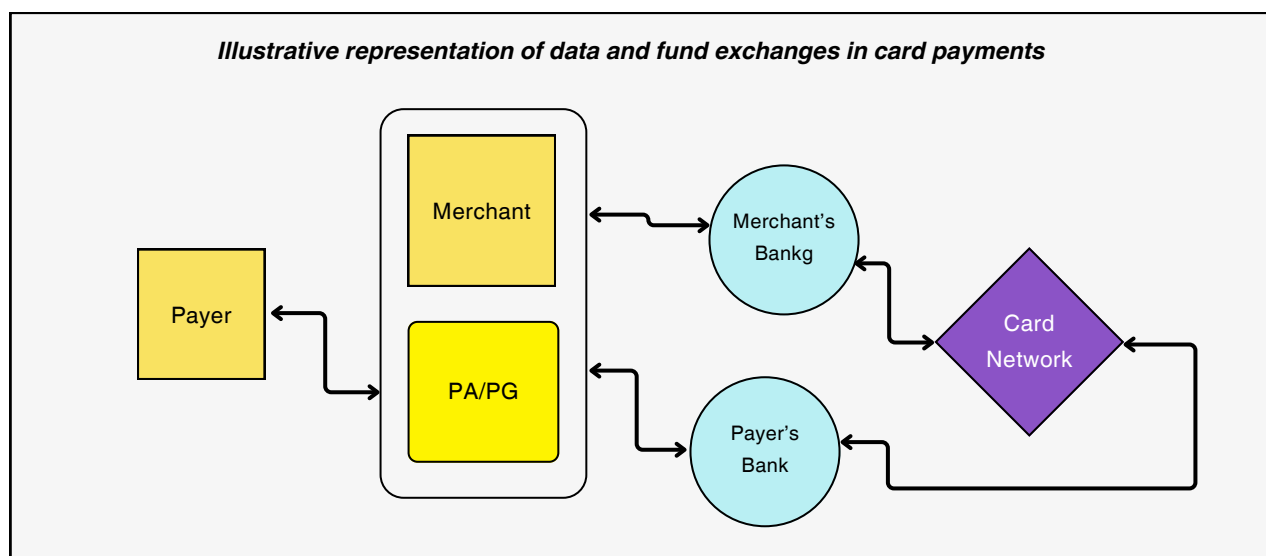 Illustrative representation of data and fund exchanges in card payments
Merchant
Merchant's
Bankg
Payer
Card
Network
PA/PG
Payer's
Bank